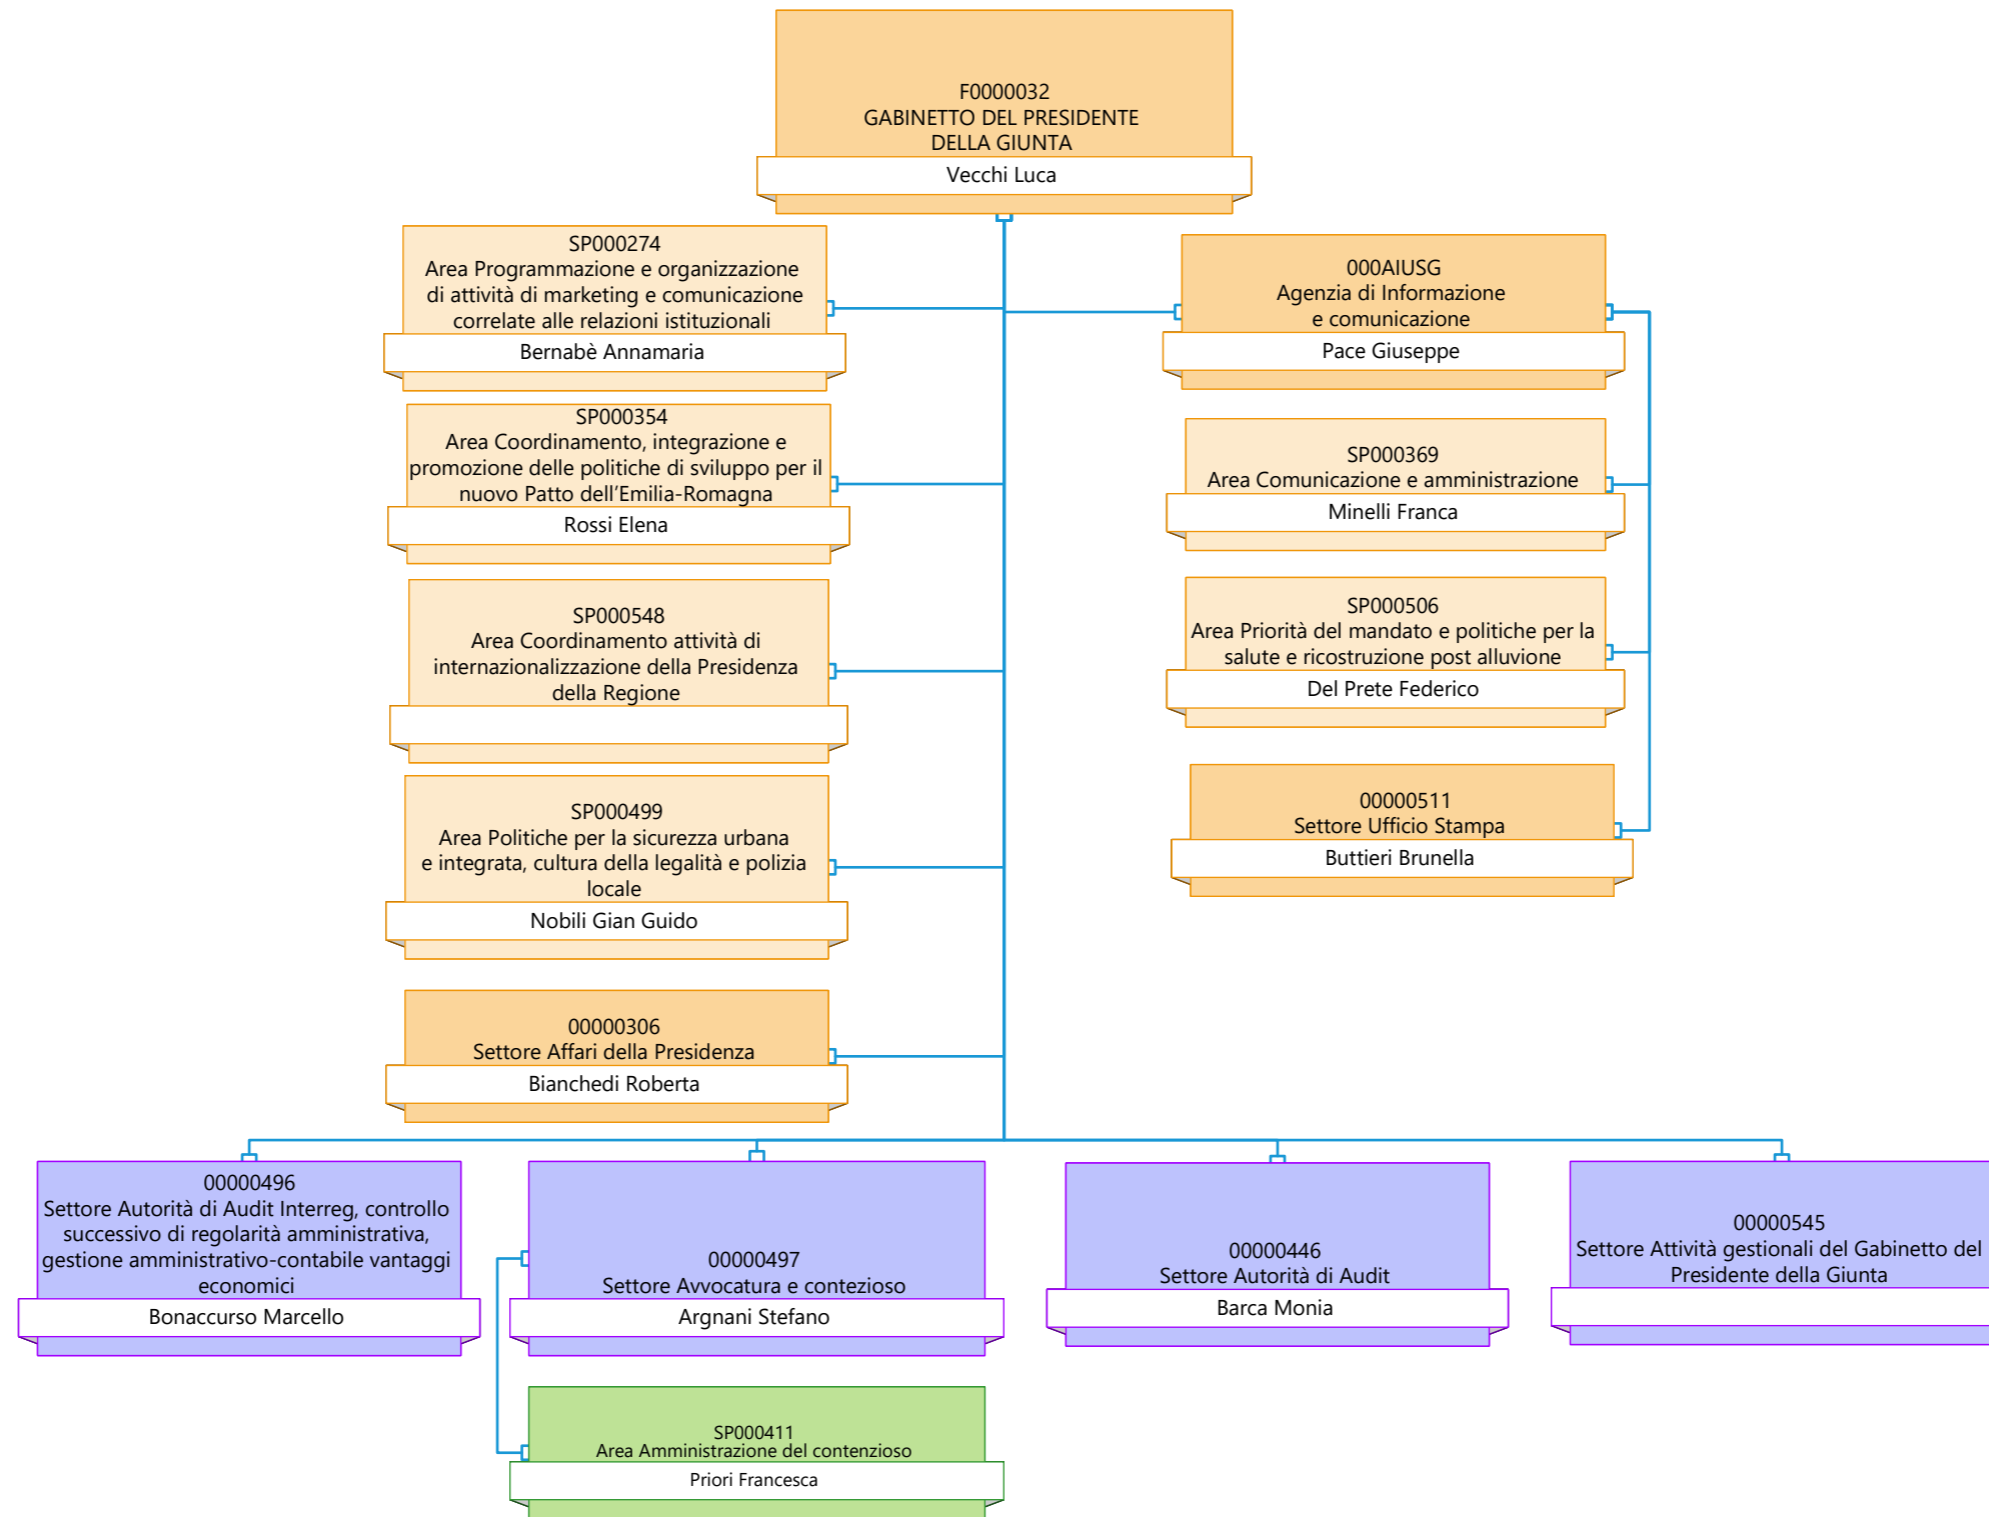 F0000032
GABINETTO DEL PRESIDENTE
DELLA GIUNTA
Vecchi Luca
SP000274
Area Programmazione e organizzazione
di attività di marketing e comunicazione
correlate alle relazioni istituzionali
Bernabè Annamaria
SP000354
Area Coordinamento, integrazione e
promozione delle politiche di sviluppo per il
nuovo Patto dell'Emilia-Romagna
Rossi Elena
SP000548
Area Coordinamento attività di
internazionalizzazione della Presidenza
della Regione
SP000499
Area Politiche per la sicurezza urbana
e integrata, cultura della legalità e polizia
locale
Nobili Gian Guido
00000306
Settore Affari della Presidenza
Bianchedi Roberta
000AIUSG
Agenzia di Informazione
e comunicazione
Pace Giuseppe
SP000369
Area Comunicazione e amministrazione
Minelli Franca
SP000506
Area Priorità del mandato e politiche per la
salute e ricostruzione post alluvione
Del Prete Federico
00000511
Settore Ufficio Stampa
Buttieri Brunella
00000496
Settore Autorità di Audit Interreg, controllo
successivo di regolarità amministrativa,
gestione amministrativo-contabile vantaggi
economici
Bonaccurso Marcello
00000497
Settore Avvocatura e contezioso
Argnani Stefano
SP000411
Area Amministrazione del contenzioso
Priori Francesca
00000446
Settore Autorità di Audit
Barca Monia
00000545
Settore Attività gestionali del Gabinetto del
Presidente della Giunta